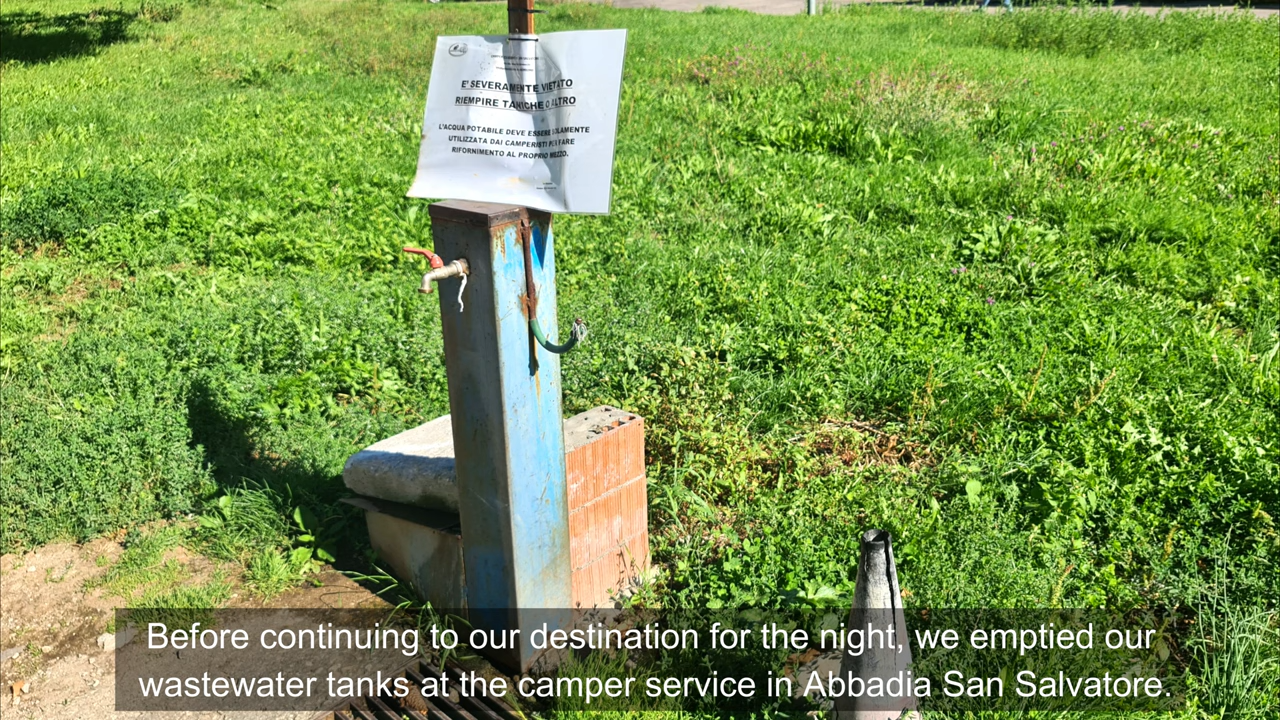 E' SEVERAMENTE VIETATO
RIEMPIRE TANICHE O ALTRO
L'ACQUA POTABILE DEVE ESSERE SOLAMENTE
UTILIZZATA DAI CAMPERISTI PER FARE
RIFORNIMENTO AL PROPRIO MEZZO.
Before continuing to our destination for the night, we emptied our
wastewater tanks at the camper service in Abbadia San Salvatore.